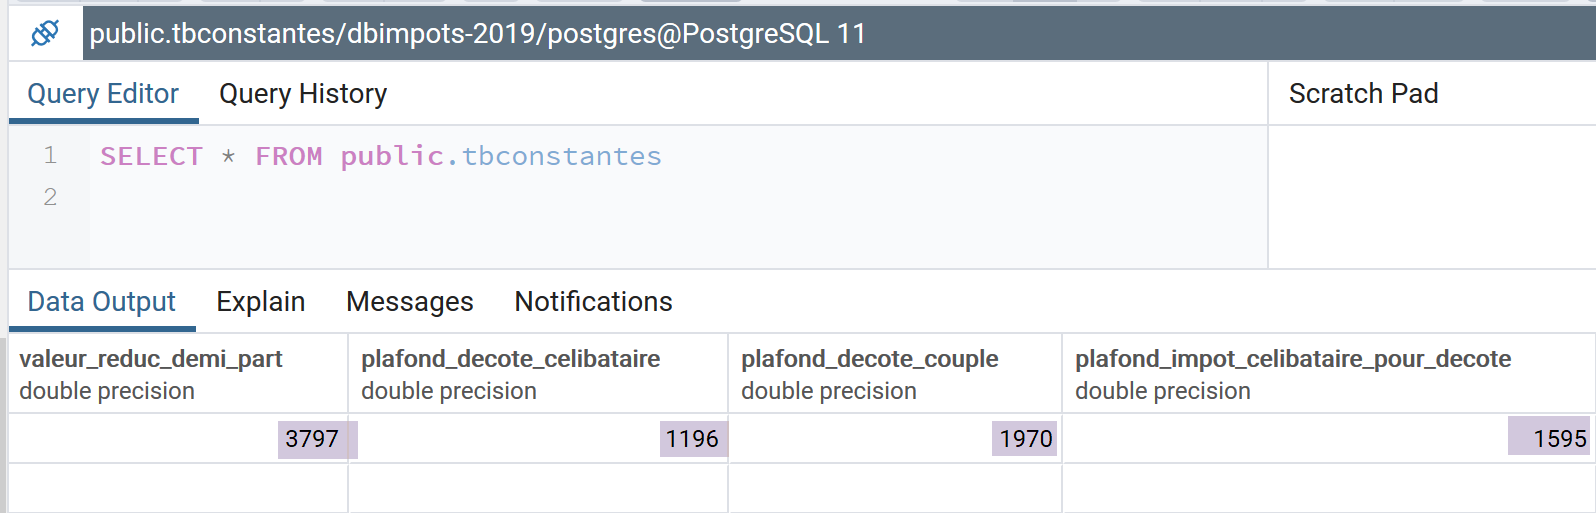 public.tbconstantes/dbimpots-2019/postgres@PostgreSQL 11
Query Editor Query History Scratch Pad
1 SELECT * FROM public.tbconstantes
2
Data Output Explain Messages Notifications
valeur_reduc_demi_part plafond_decote_celibataire plafond_decote_couple plafond_impot_celibataire_pour_decote
double precision double precision double precision double precision
3797 1196 1970 1595